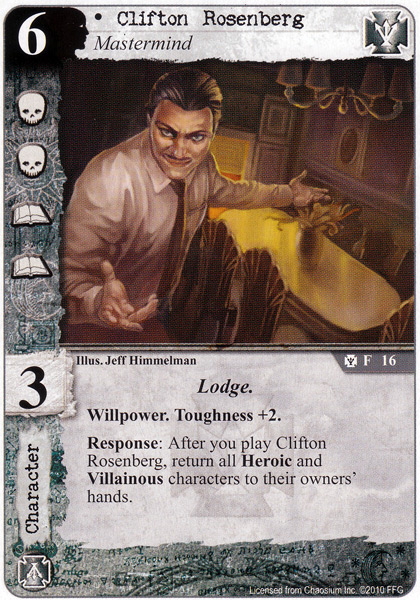 6
• Clifton Rosenberg
Mastermind
Illus. Jeff Himmelman
F 16
3
Character
Lodge.
Willpower. Toughness +2.
Response: After you play Clifton
Rosenberg, return all Heroic and
Villainous characters to their owners'
hands.
Licensed from Chaosium Inc. ©2010 FFG